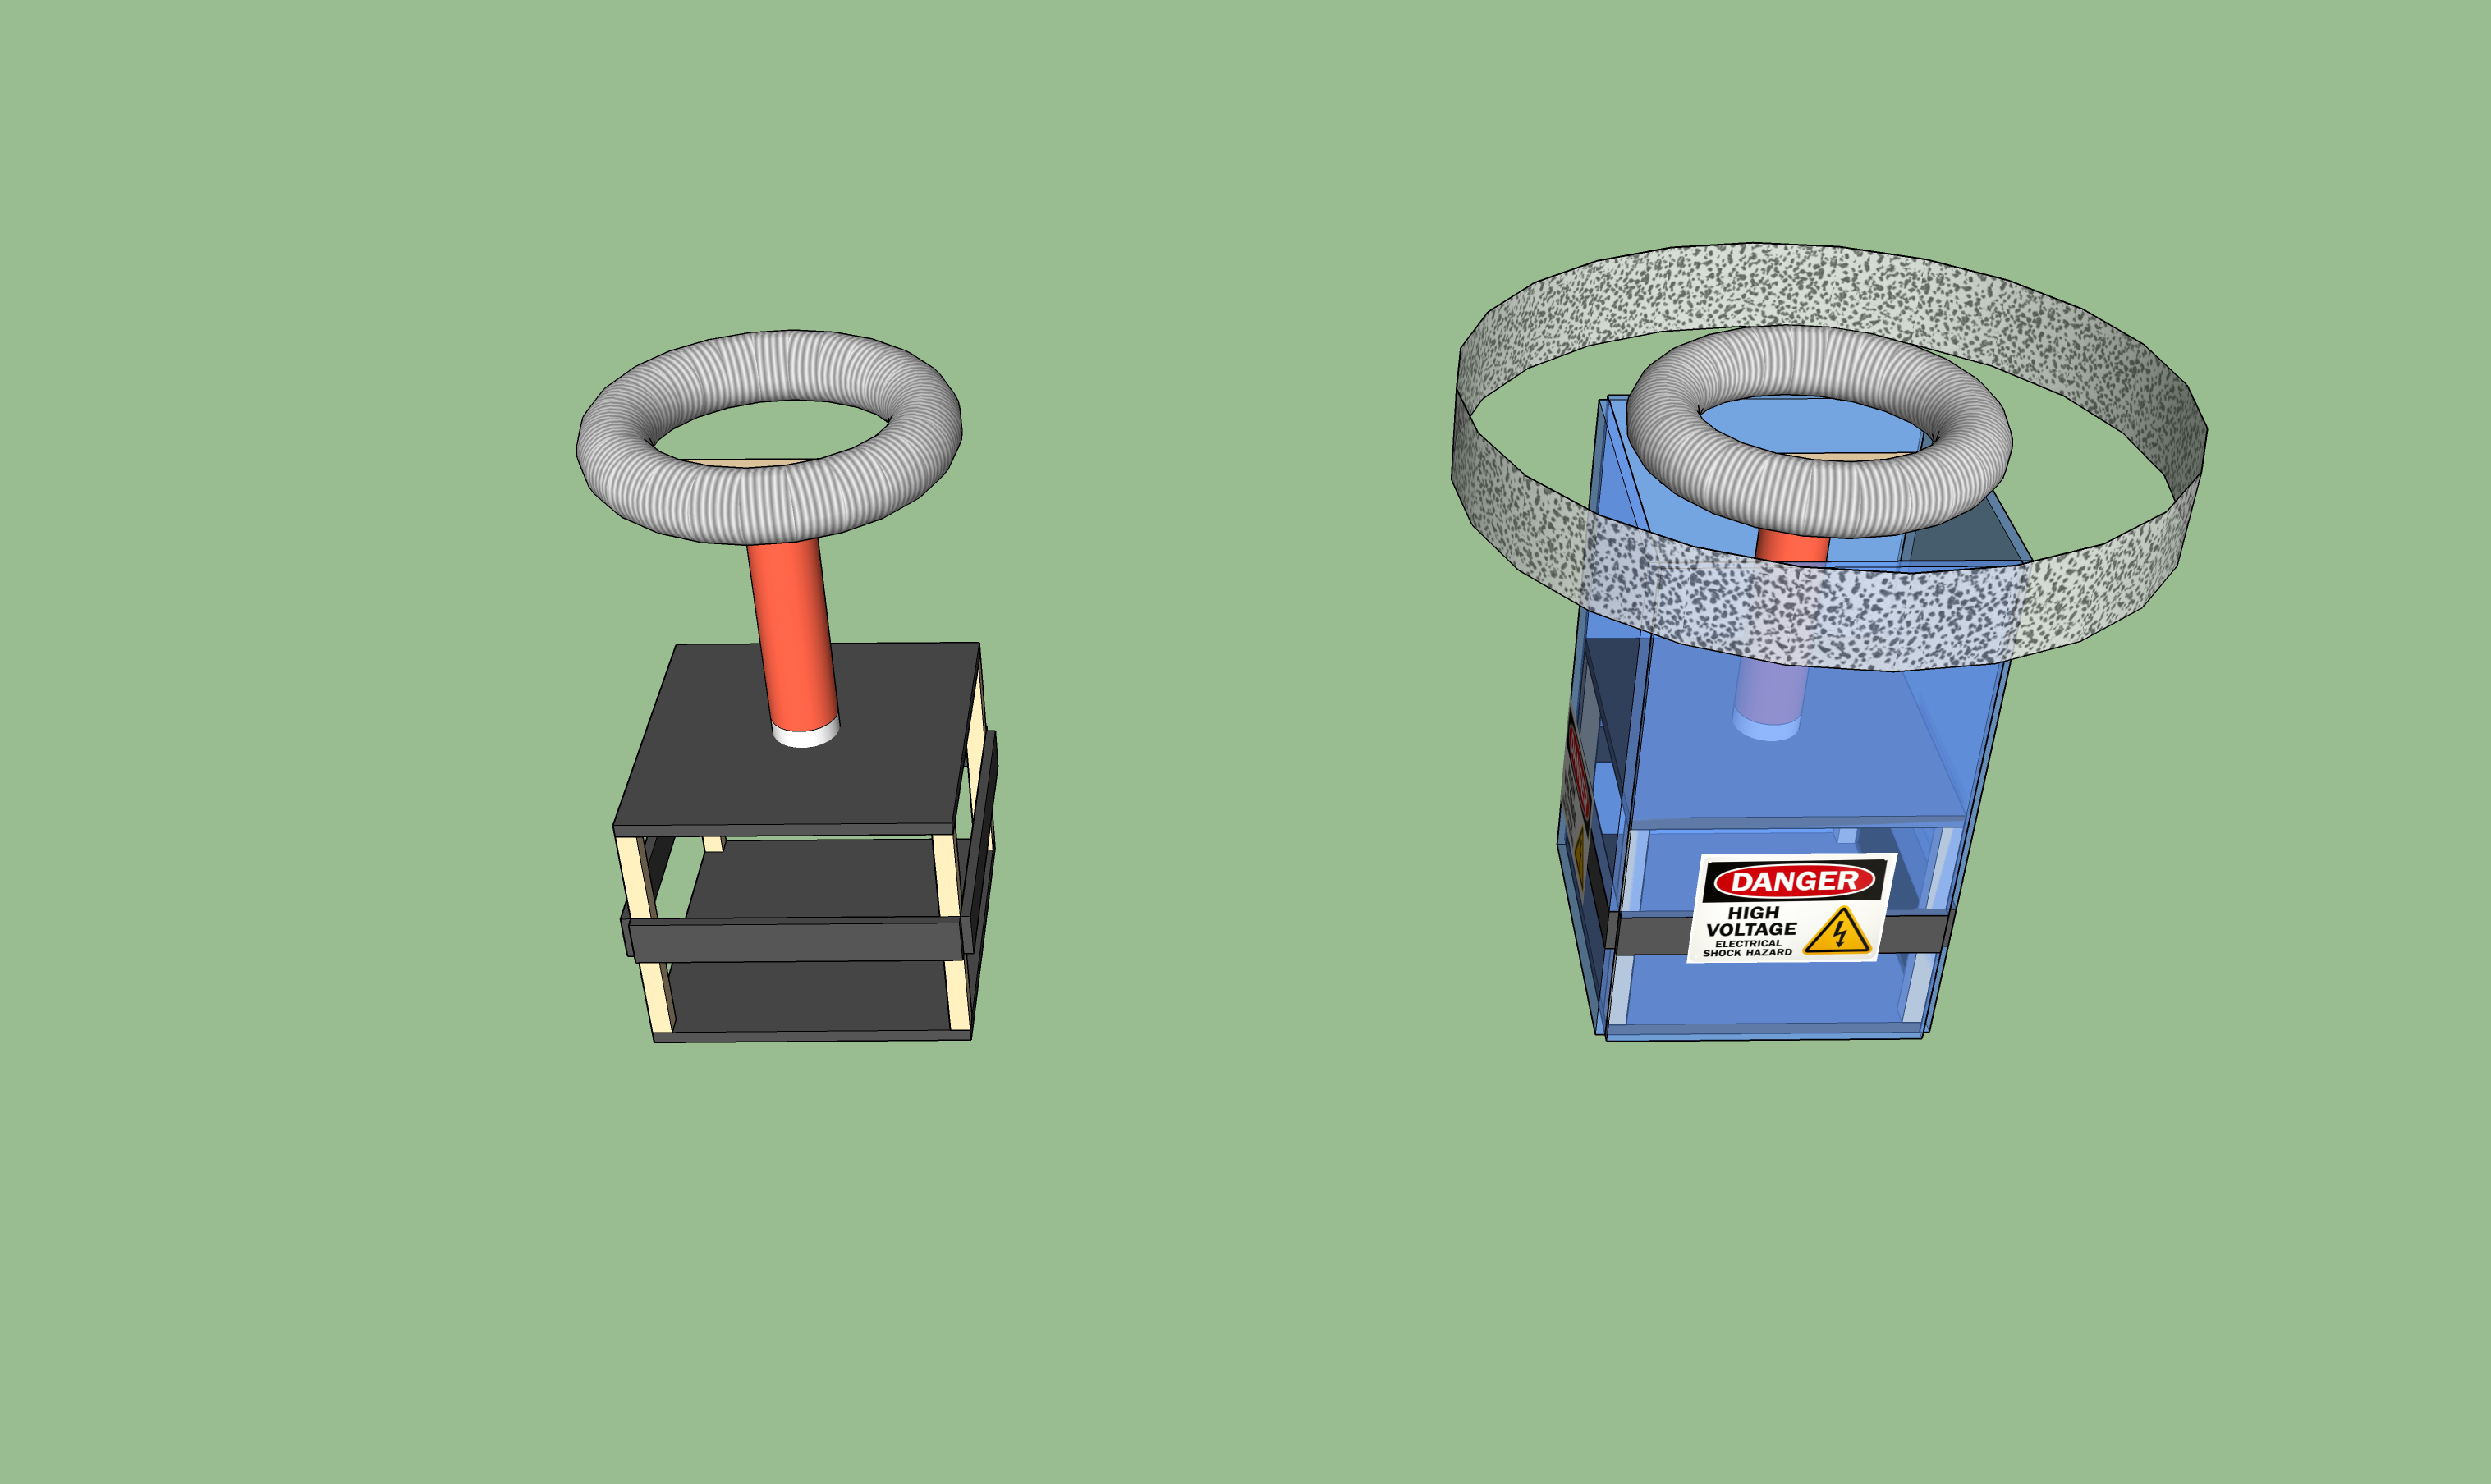 DANGER
HIGH
VOLTAGE
ELECTRICAL
SHOCK HAZARD